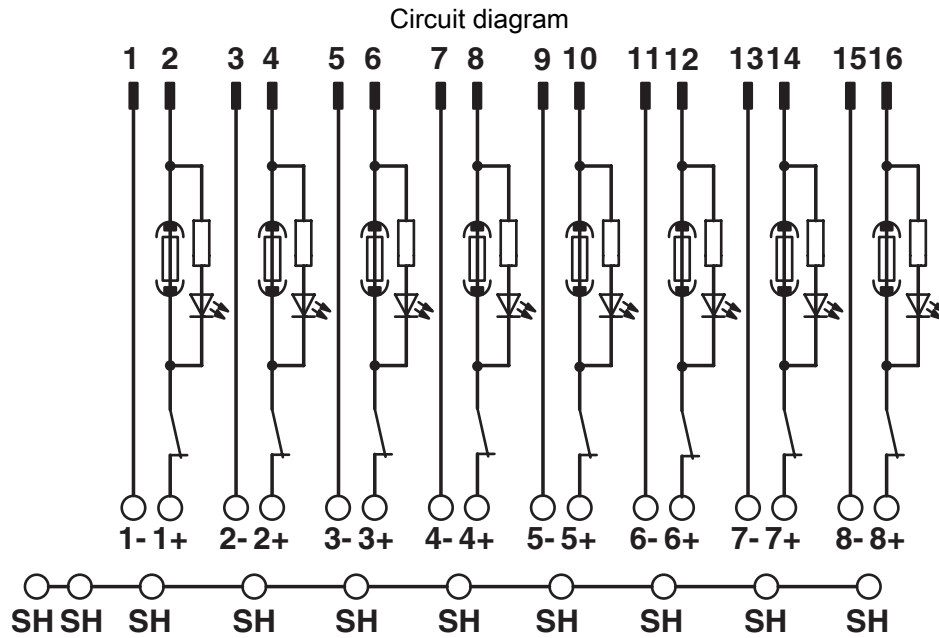 Circuit diagram
1 2 3 4 5 6 7 8 9 10 11 12 13 14 15 16
1- 1+ 2- 2+ 3- 3+ 4- 4+ 5- 5+ 6- 6+ 7- 7+ 8- 8+
SH SH SH SH SH SH SH SH SH SH